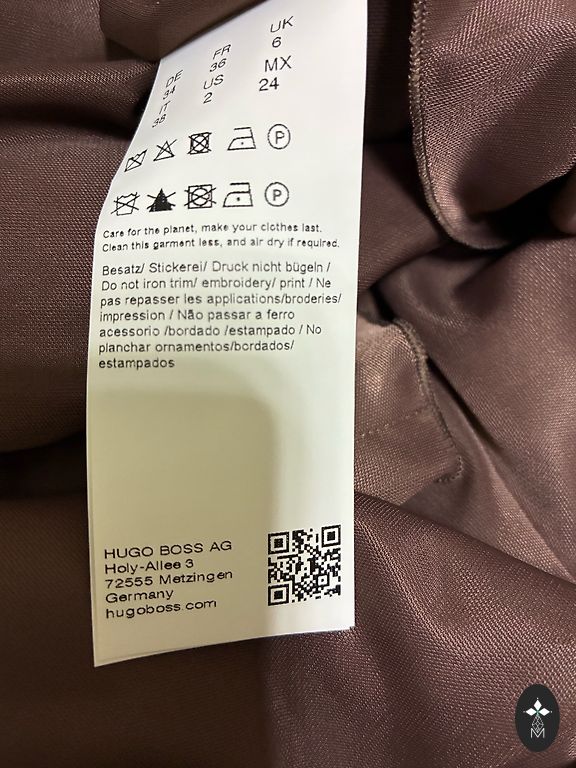 DE FR UK
34 36 6
IT US MX
38 2 24
P
P
Care for the planet, make your clothes last.
Clean this garment less, and air dry if required.
Besatz/ Stickerei/ Druck nicht bügeln /
Do not iron trim/ embroidery/ print / Ne
pas repasser les applications/broderies/
impression / Não passar a ferro
acessorio /bordado /estampado / No
planchar ornamentos/bordados/
estampados
HUGO BOSS AG
Holy-Allee 3
72555 Metzingen
Germany
hugoboss.com
M